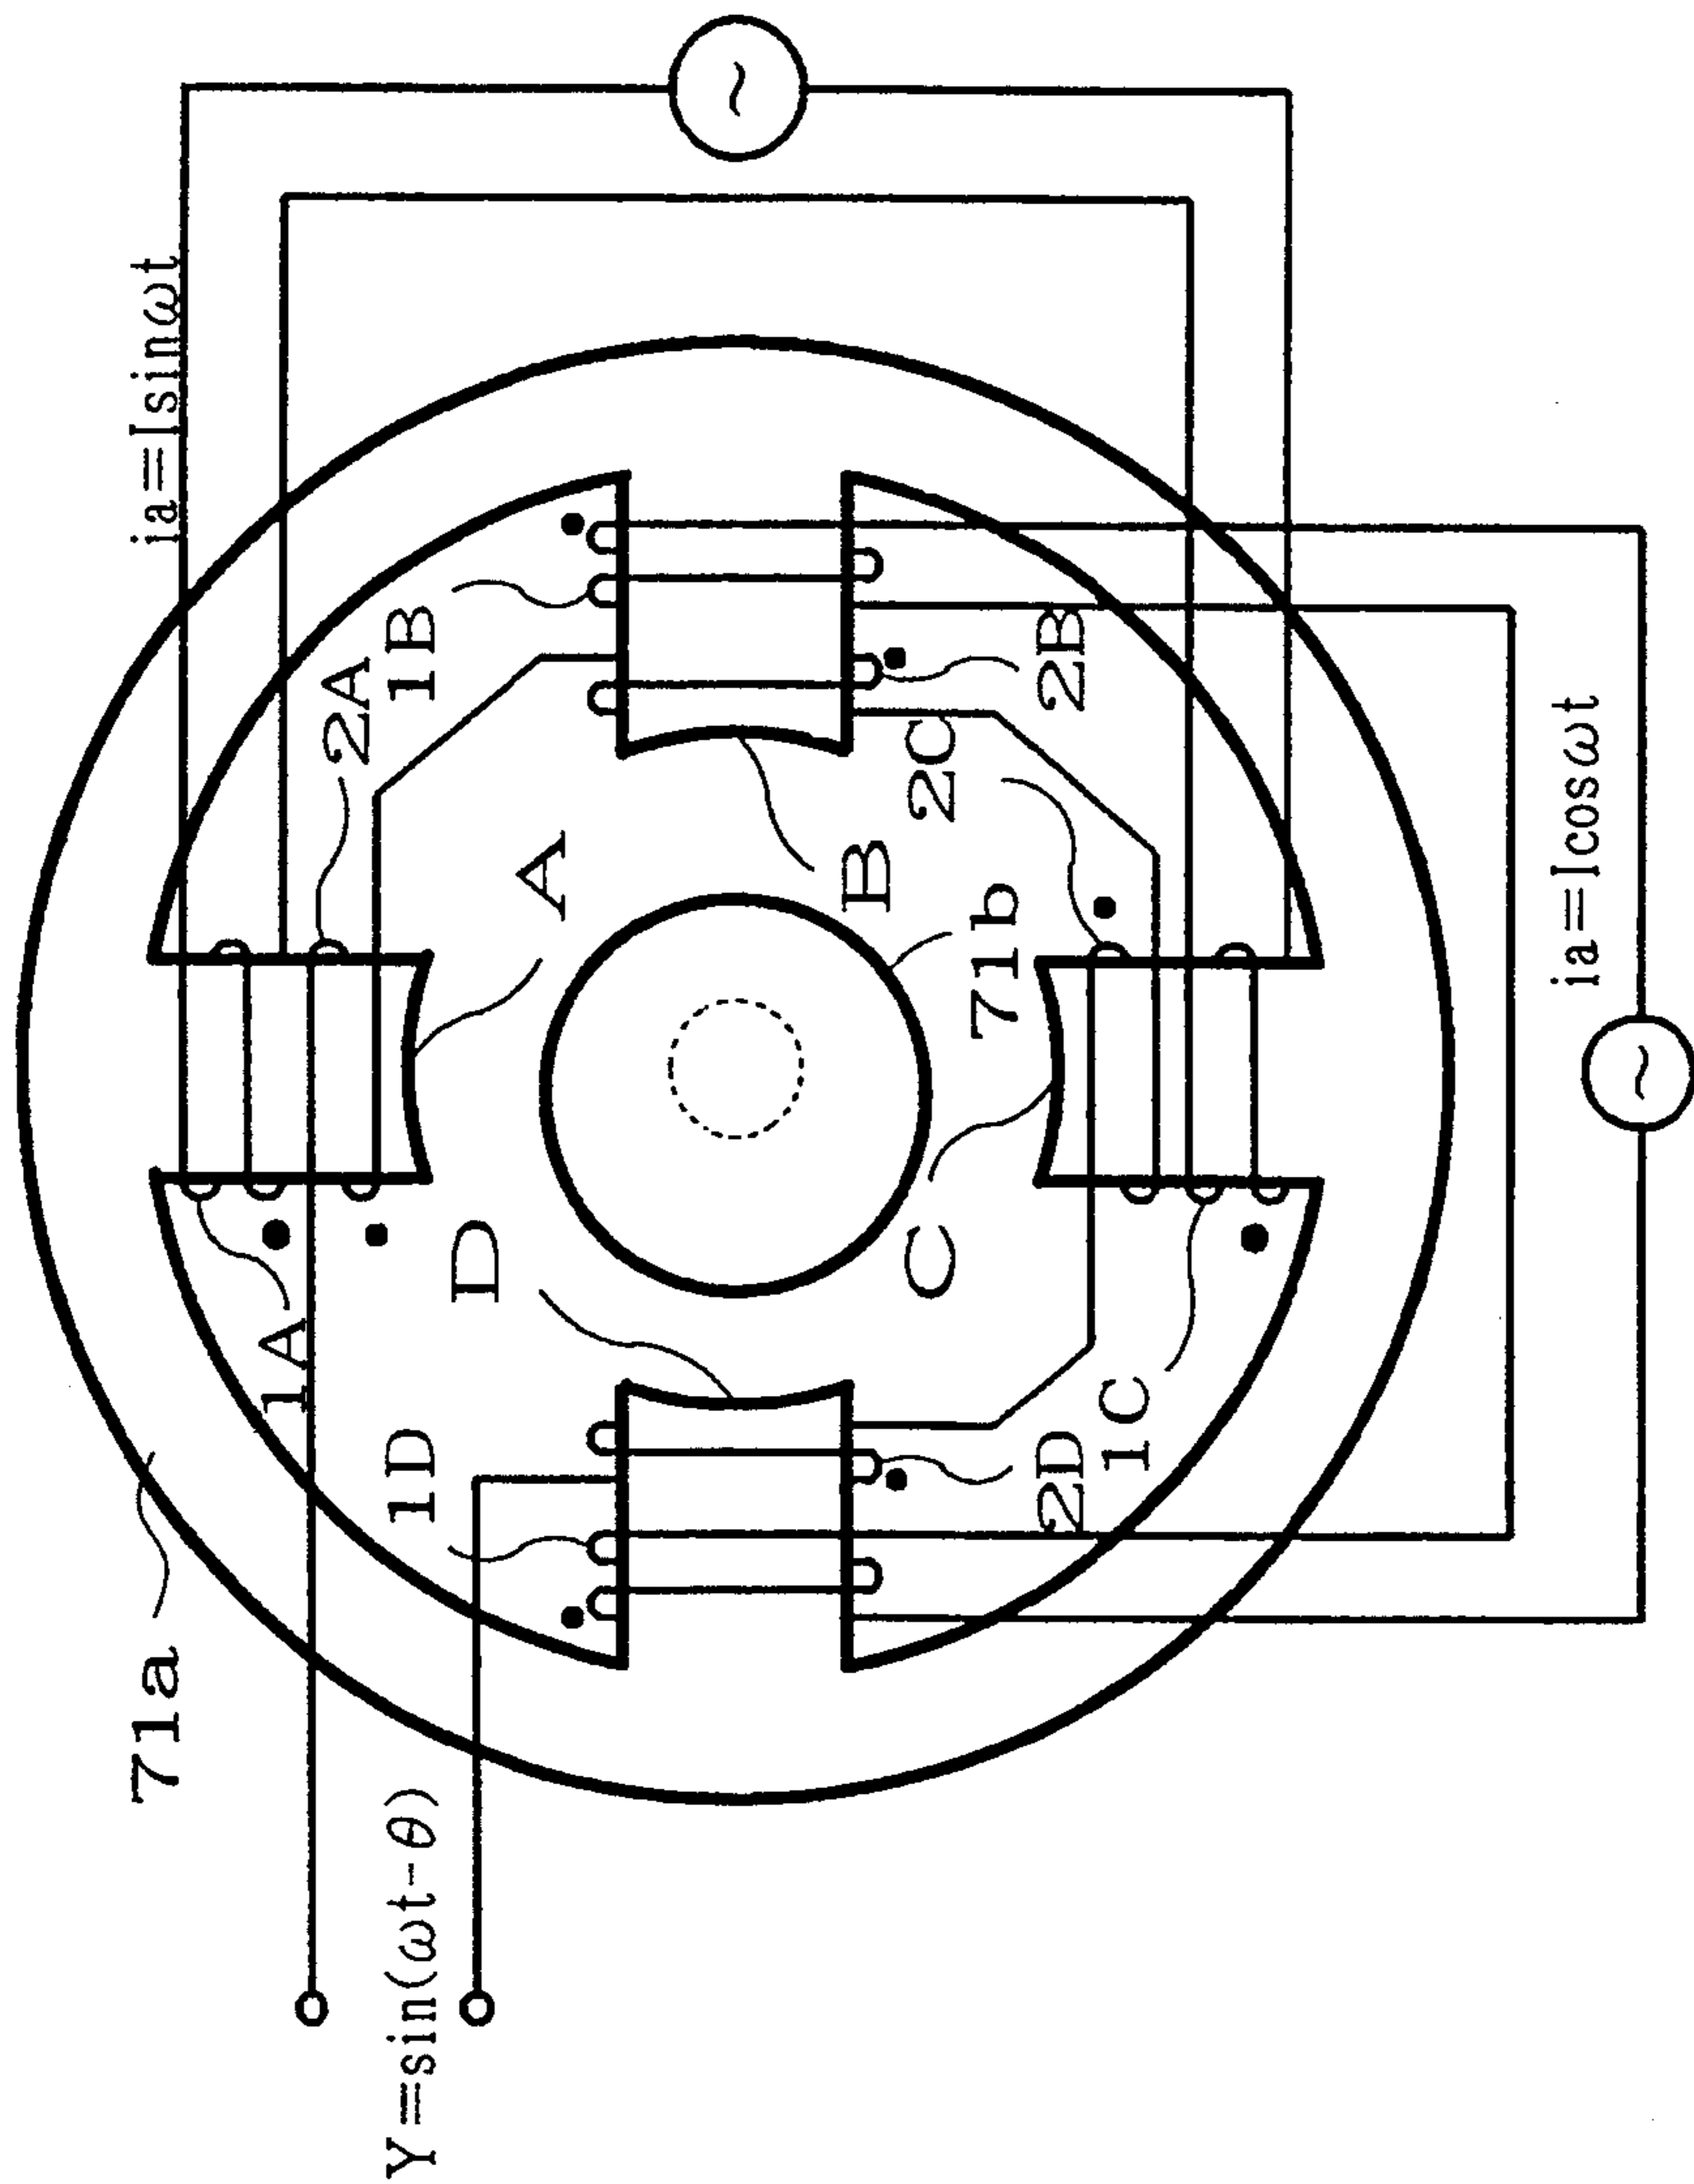 71a
ia=Isinωt
1A
2A
Y=sin(ωt-θ)
1D
1B
D
A
B
C
2C
71b
2D
2B
1C
ia=Icosωt